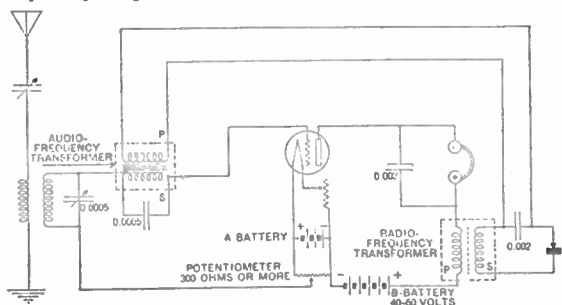 P
AUDIO-
FREQUENCY
TRANSFORMER
S
0.0005
0.0005
0.002
A BATTERY
+
-
POTENTIOMETER
300 OHMS OR MORE
-
+
B-BATTERY
40-60 VOLTS
RADIO-
FREQUENCY
TRANSFORMER
P
S
0.002